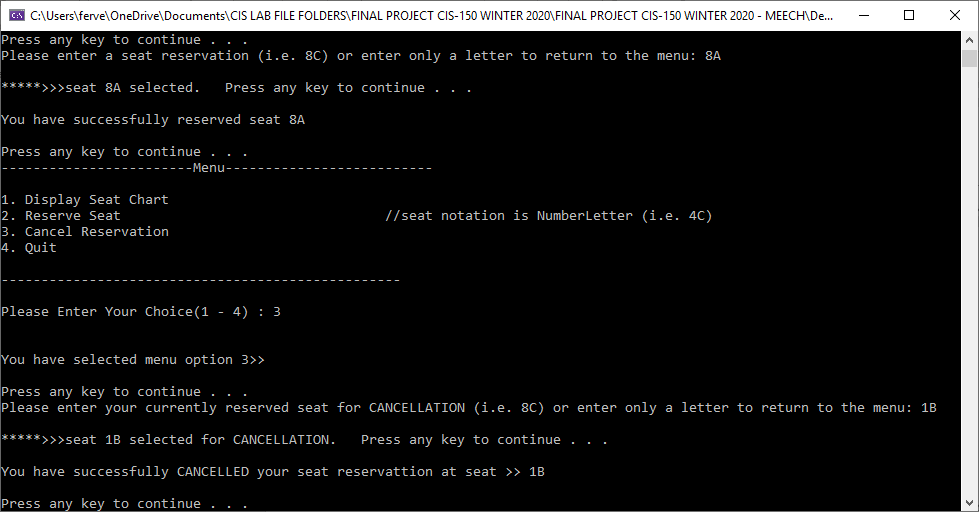 C:\Users\ferve\OneDrive\Documents\CIS LAB FILE FOLDERS\FINAL PROJECT CIS-150 WINTER 2020\FINAL PROJECT CIS-150 WINTER 2020 - MEECH\De...
Press any key to continue . . .
Please enter a seat reservation (i.e. 8C) or enter only a letter to return to the menu: 8A
*****>>>seat 8A selected.   Press any key to continue . . .
You have successfully reserved seat 8A
Press any key to continue . . .
------------------------Menu--------------------------
1. Display Seat Chart
2. Reserve Seat                                 //seat notation is NumberLetter (i.e. 4C)
3. Cancel Reservation
4. Quit
--------------------------------------------------
Please Enter Your Choice(1 - 4) : 3
You have selected menu option 3>>
Press any key to continue . . .
Please enter your currently reserved seat for CANCELLATION (i.e. 8C) or enter only a letter to return to the menu: 1B
*****>>>seat 1B selected for CANCELLATION.   Press any key to continue . . .
You have successfully CANCELLED your seat reservattion at seat >> 1B
Press any key to continue . . .